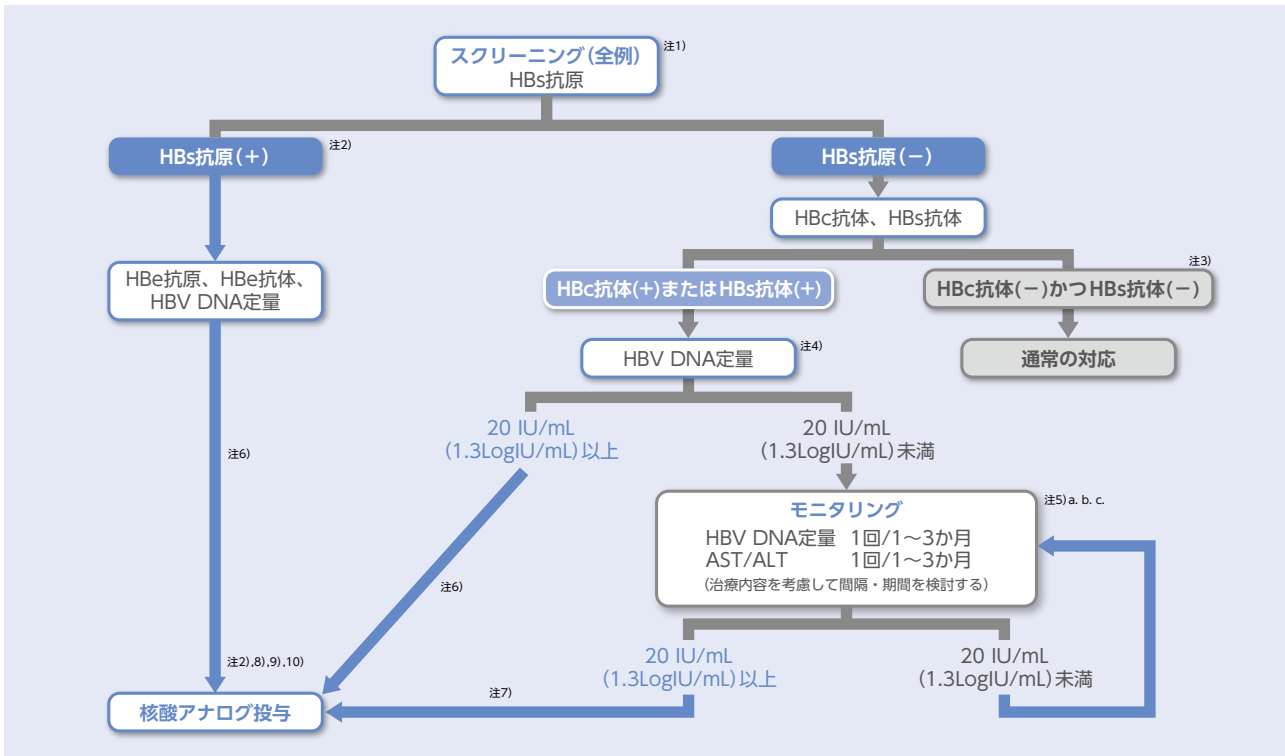 スクリーニング(全例)
注1)
HBs抗原
HBs抗原(+)
注2)
HBs抗原(−)
HBc抗体、HBs抗体
注3)
HBe抗原、HBe抗体、
HBV DNA定量
HBc抗体(+)またはHBs抗体(+)
HBc抗体(−)かつHBs抗体(−)
HBV DNA定量
注4)
通常の対応
20 IU/mL
(1.3LogIU/mL)以上
20 IU/mL
(1.3LogIU/mL)未満
注6)
モニタリング
注5)a. b. c.
HBV DNA定量 1回/1〜3か月
AST/ALT 1回/1〜3か月
(治療内容を考慮して間隔・期間を検討する)
注6)
20 IU/mL
(1.3LogIU/mL)以上
20 IU/mL
(1.3LogIU/mL)未満
注2),8),9),10)
注7)
核酸アナログ投与